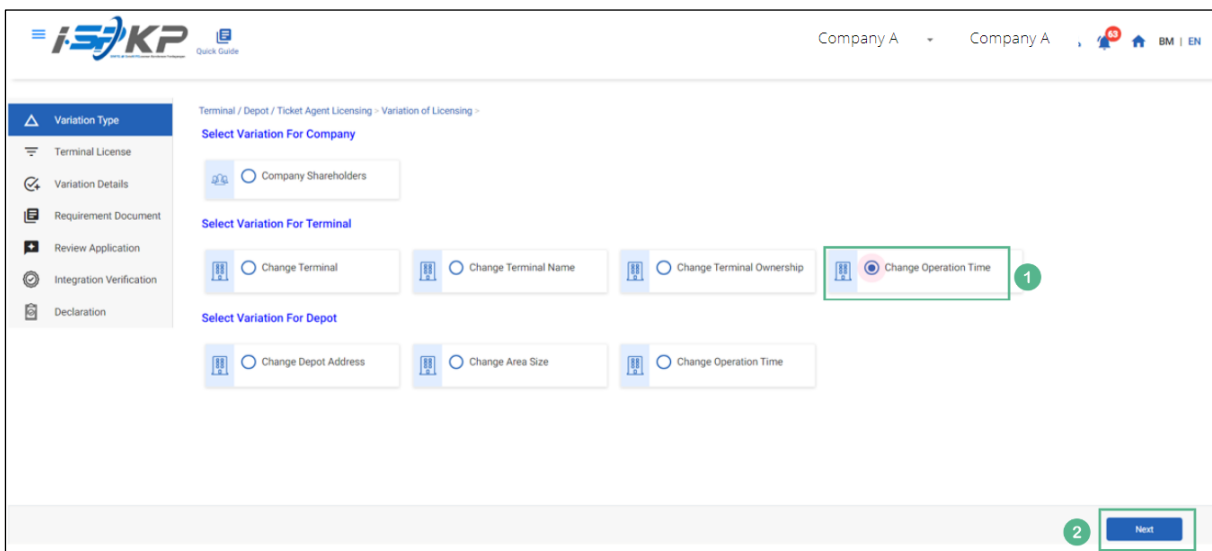 i-SPKP
Quick Guide
Company A
Company A
63
BM | EN
Variation Type
Terminal License
Variation Details
Requirement Document
Review Application
Integration Verification
Declaration
Terminal / Depot / Ticket Agent Licensing > Variation of Licensing >
Select Variation For Company
Company Shareholders
Select Variation For Terminal
Change Terminal
Change Terminal Name
Change Terminal Ownership
Change Operation Time
1
Select Variation For Depot
Change Depot Address
Change Area Size
Change Operation Time
2
Next